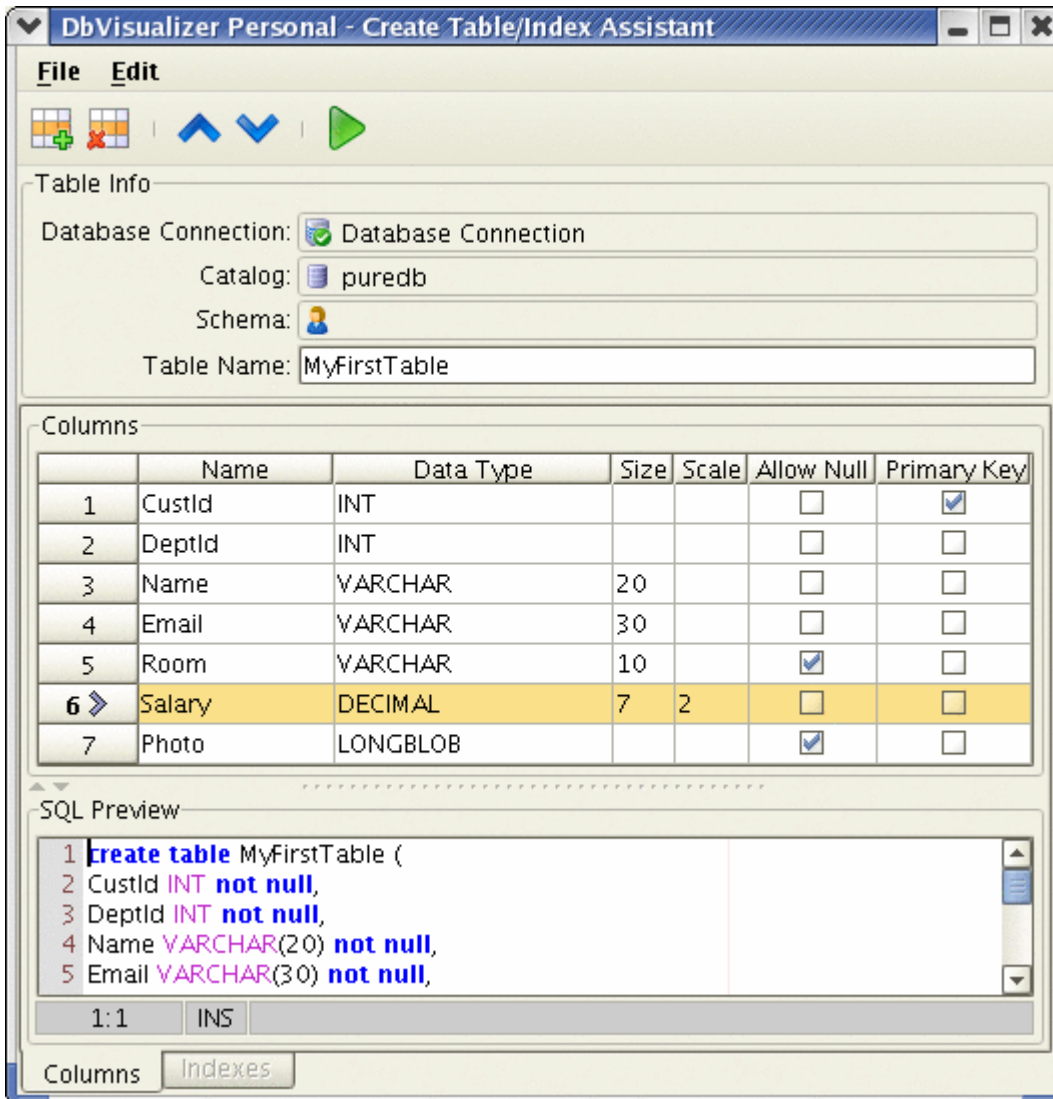 DbVisualizer Personal - Create Table/Index Assistant
File Edit
Table Info
Database Connection: Database Connection
Catalog: puredb
Schema:
Table Name: MyFirstTable
Columns
Name Data Type Size Scale Allow Null Primary Key
1 CustId INT
2 DeptId INT
3 Name VARCHAR 20
4 Email VARCHAR 30
5 Room VARCHAR 10
6 Salary DECIMAL 7 2
7 Photo LONGBLOB
SQL Preview
1 create table MyFirstTable (
2 CustId INT not null,
3 DeptId INT not null,
4 Name VARCHAR(20) not null,
5 Email VARCHAR(30) not null,
1:1 INS
Columns Indexes